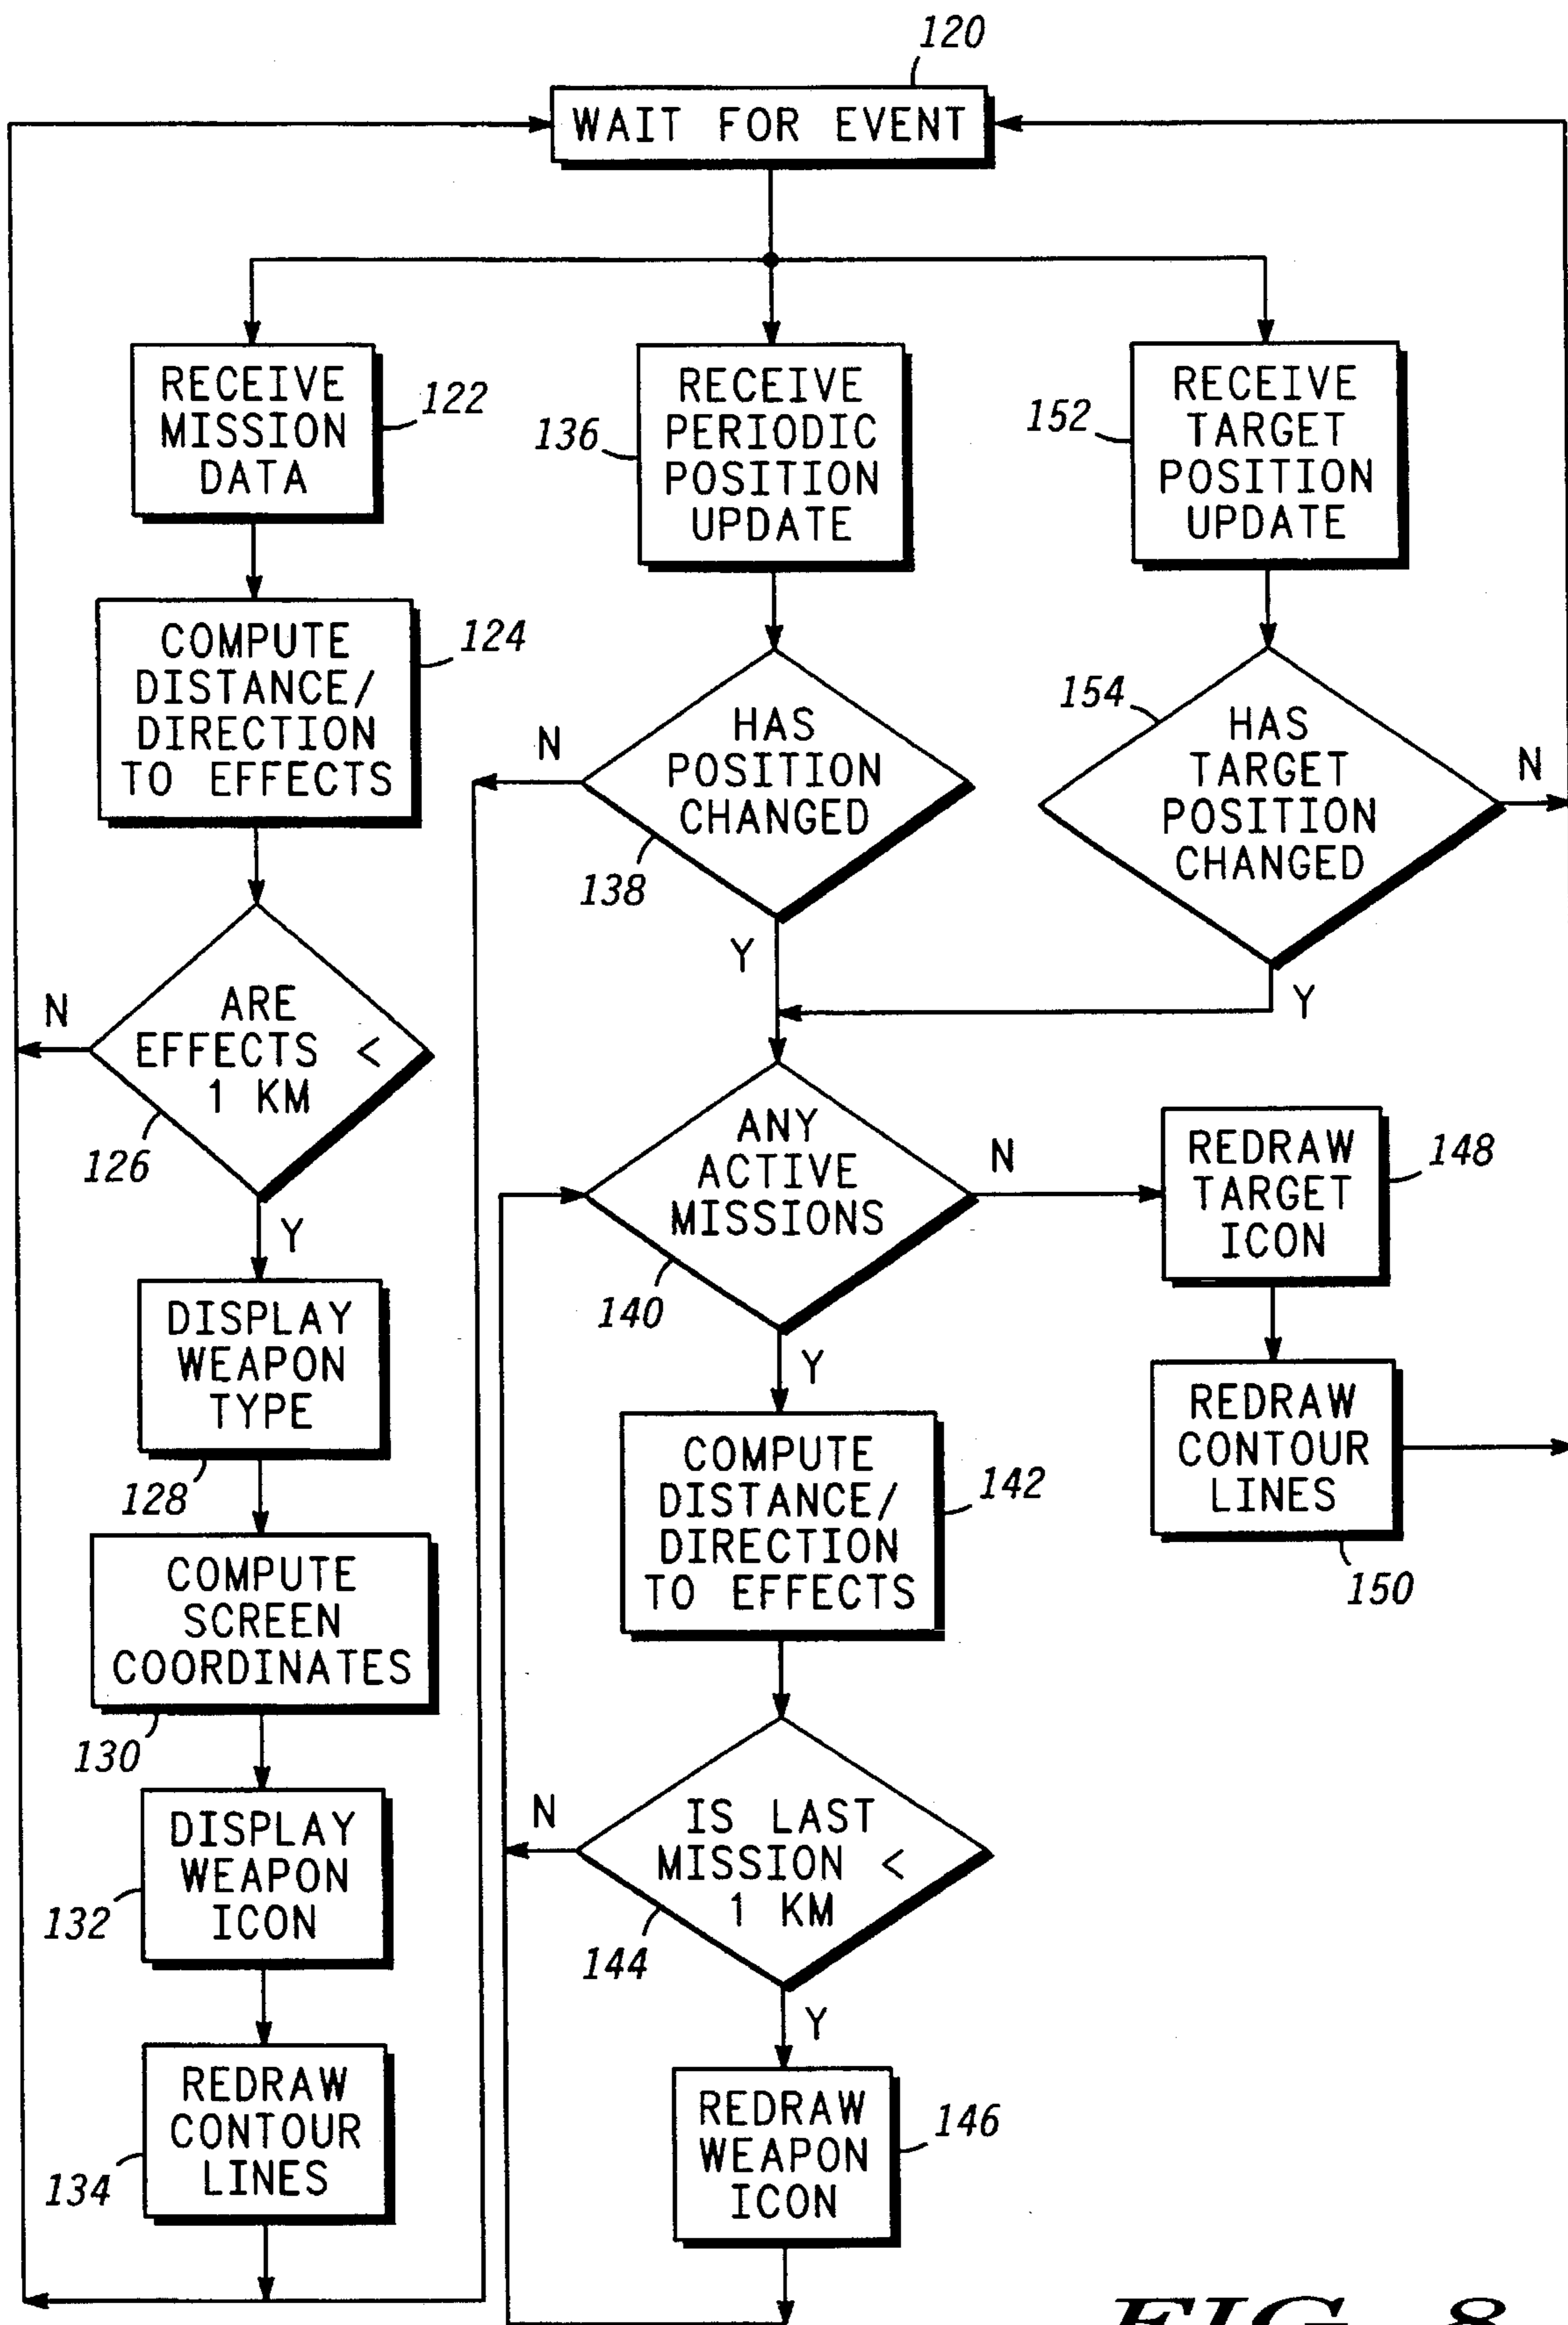 120
WAIT FOR EVENT
RECEIVE
MISSION
DATA
122
RECEIVE
PERIODIC
POSITION
UPDATE
136
RECEIVE
TARGET
POSITION
UPDATE
152
COMPUTE
DISTANCE/
DIRECTION
TO EFFECTS
124
HAS
POSITION
CHANGED
N
138
Y
HAS
TARGET
POSITION
CHANGED
154
N
Y
ARE
EFFECTS <
1 KM
N
126
Y
ANY
ACTIVE
MISSIONS
N
140
Y
REDRAW
TARGET
ICON
148
DISPLAY
WEAPON
TYPE
128
COMPUTE
DISTANCE/
DIRECTION
TO EFFECTS
142
REDRAW
CONTOUR
LINES
150
COMPUTE
SCREEN
COORDINATES
130
IS LAST
MISSION <
1 KM
N
144
Y
DISPLAY
WEAPON
ICON
132
REDRAW
CONTOUR
LINES
134
REDRAW
WEAPON
ICON
146
FIG. 8